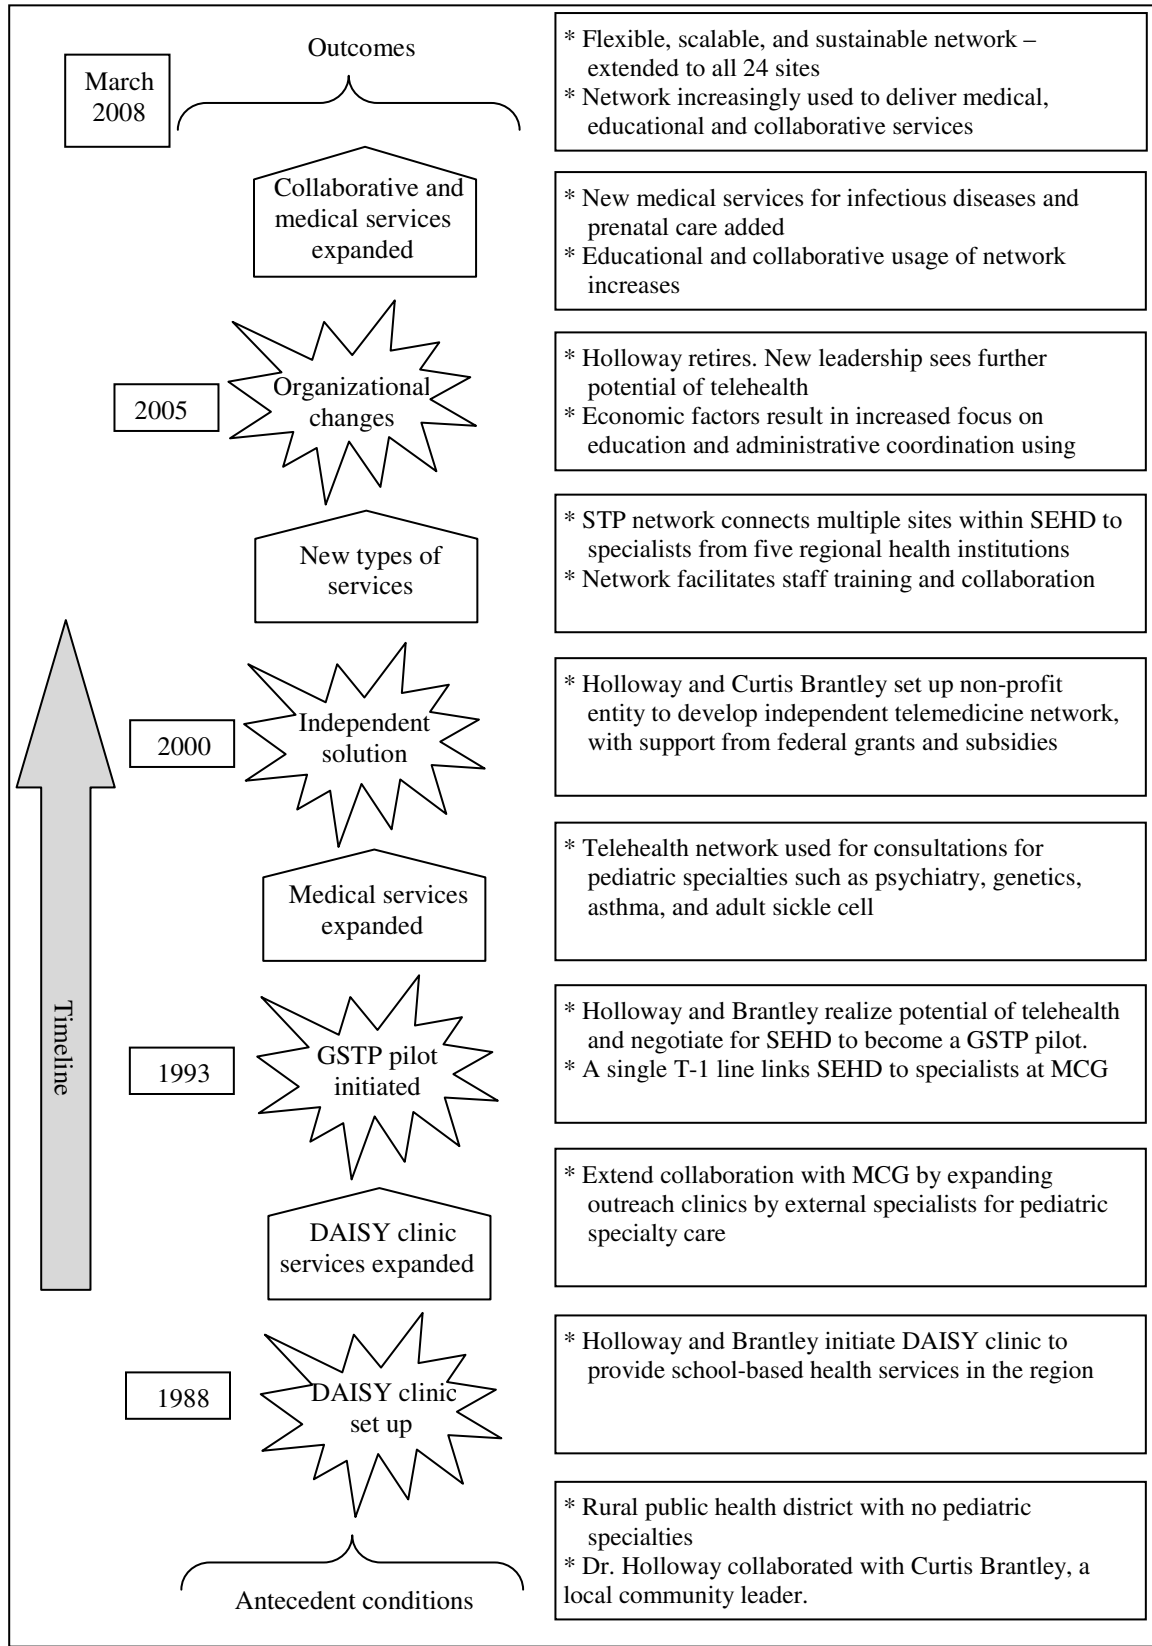 Outcomes
March
2008
* Flexible, scalable, and sustainable network –
extended to all 24 sites
* Network increasingly used to deliver medical,
educational and collaborative services
Collaborative and
medical services
expanded
* New medical services for infectious diseases and
prenatal care added
* Educational and collaborative usage of network
increases
2005
Organizational
changes
* Holloway retires. New leadership sees further
potential of telehealth
* Economic factors result in increased focus on
education and administrative coordination using
New types of
services
* STP network connects multiple sites within SEHD to
specialists from five regional health institutions
* Network facilitates staff training and collaboration
2000
Independent
solution
* Holloway and Curtis Brantley set up non-profit
entity to develop independent telemedicine network,
with support from federal grants and subsidies
Medical services
expanded
* Telehealth network used for consultations for
pediatric specialties such as psychiatry, genetics,
asthma, and adult sickle cell
Timeline
1993
GSTP pilot
initiated
* Holloway and Brantley realize potential of telehealth
and negotiate for SEHD to become a GSTP pilot.
* A single T-1 line links SEHD to specialists at MCG
DAISY clinic
services expanded
* Extend collaboration with MCG by expanding
outreach clinics by external specialists for pediatric
specialty care
1988
DAISY clinic
set up
* Holloway and Brantley initiate DAISY clinic to
provide school-based health services in the region
Antecedent conditions
* Rural public health district with no pediatric
specialties
* Dr. Holloway collaborated with Curtis Brantley, a
local community leader.